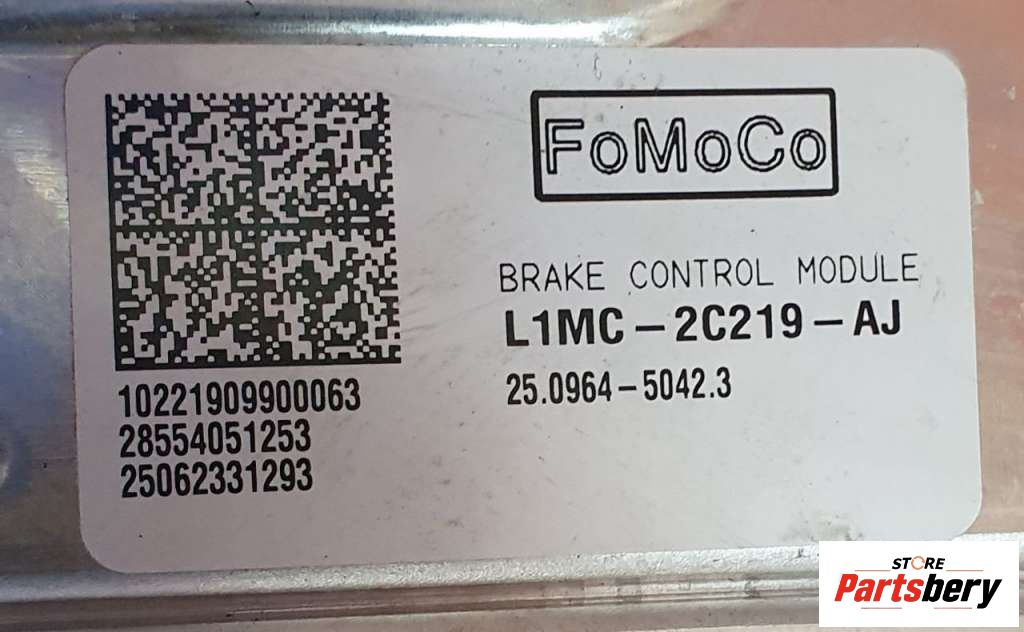 FoMoCo
BRAKE CONTROL MODULE
L1MC-2C219-AJ
25.0964-5042.3
10221909900063
28554051253
25062331293
STORE
Partsbery